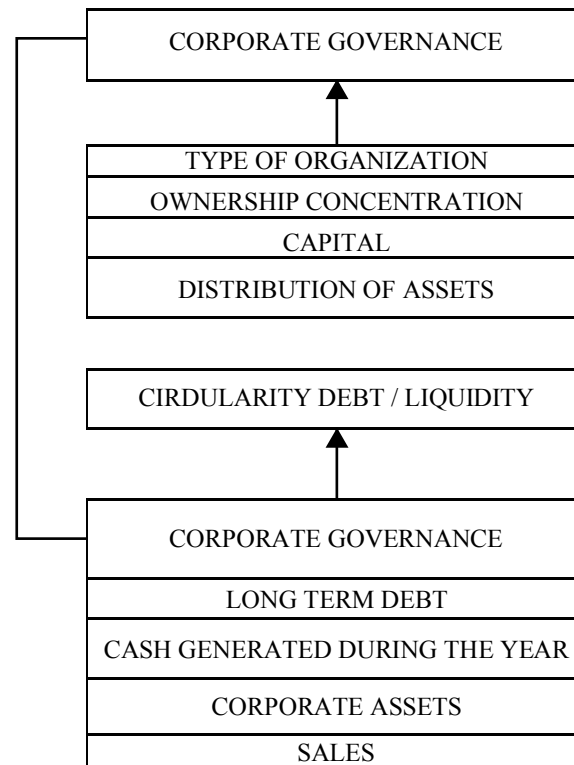 CORPORATE GOVERNANCE
TYPE OF ORGANIZATION
OWNERSHIP CONCENTRATION
CAPITAL
DISTRIBUTION OF ASSETS
CIRDULARITY DEBT / LIQUIDITY
CORPORATE GOVERNANCE
LONG TERM DEBT
CASH GENERATED DURING THE YEAR
CORPORATE ASSETS
SALES